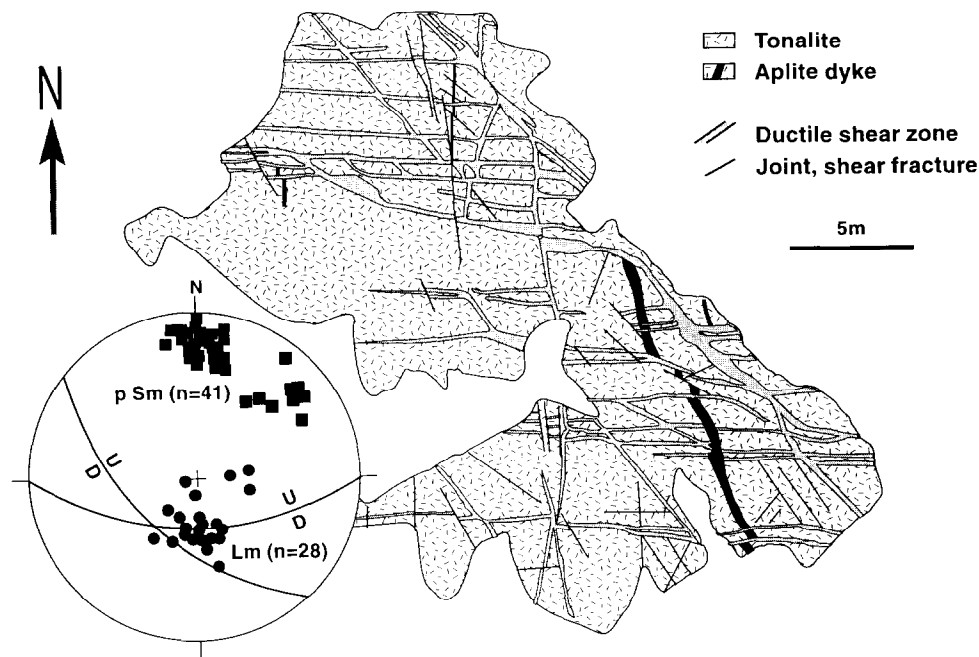 N
Tonalite
Aplite dyke
Ductile shear zone
Joint, shear fracture
5m
N
p Sm (n=41)
U
D
U
D
Lm (n=28)